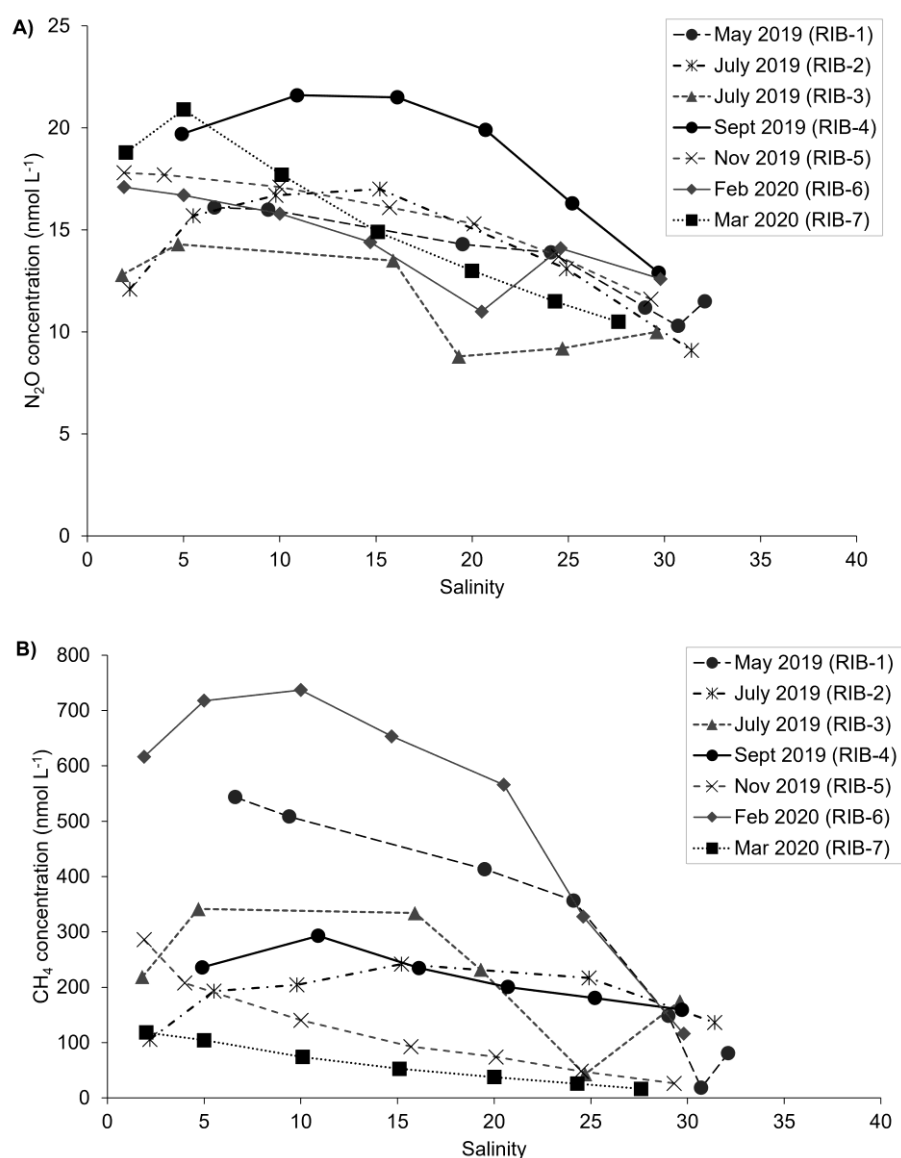 A)
25
20
15
10
5
0
N₂O concentration (nmol L⁻¹)
0 5 10 15 20 25 30 35 40
Salinity
May 2019 (RIB-1)
July 2019 (RIB-2)
July 2019 (RIB-3)
Sept 2019 (RIB-4)
Nov 2019 (RIB-5)
Feb 2020 (RIB-6)
Mar 2020 (RIB-7)
B)
800
700
600
500
400
300
200
100
0
CH₄ concentration (nmol L⁻¹)
0 5 10 15 20 25 30 35 40
Salinity
May 2019 (RIB-1)
July 2019 (RIB-2)
July 2019 (RIB-3)
Sept 2019 (RIB-4)
Nov 2019 (RIB-5)
Feb 2020 (RIB-6)
Mar 2020 (RIB-7)